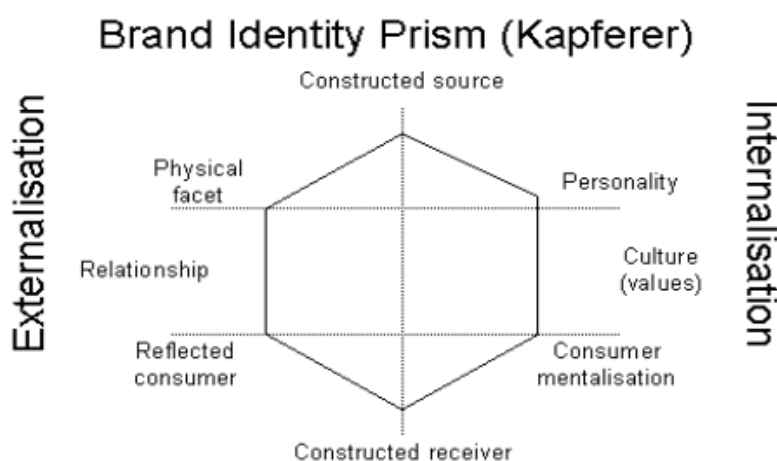 Brand Identity Prism (Kapferer)
Constructed source
Externalisation
Internalisation
Physical
facet
Personality
Relationship
Culture
(values)
Reflected
consumer
Consumer
mentalisation
Constructed receiver